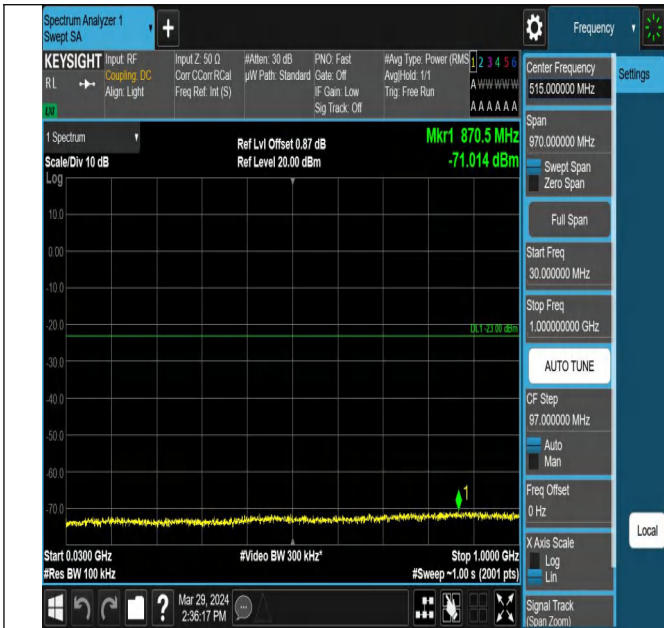 Spectrum Analyzer 1
Swept SA
Frequency
KEYSIGHT
RL
LXI
Input: RF
Coupling: DC
Align: Light
Input Z: 50 Ω
Corr CCorr RCal
Freq Ref: Int (S)
#Atten: 30 dB
µW Path: Standard
PNO: Fast
Gate: Off
IF Gain: Low
Sig Track: Off
#Avg Type: Power (RMS
Avg|Hold: 1/1
Trig: Free Run
1 2 3 4 5 6
A W W W W W
A A A A A A
1 Spectrum
Scale/Div 10 dB
Log
Ref Lvl Offset 0.87 dB
Ref Level 20.00 dBm
Mkr1 870.5 MHz
-71.014 dBm
10.0
0.00
-10.0
-20.0
DL1 -23.00 dBm
-30.0
-40.0
-50.0
-60.0
-70.0
1
Start 0.0300 GHz
#Res BW 100 kHz
#Video BW 300 kHz*
Stop 1.0000 GHz
#Sweep ~1.00 s (2001 pts)
?
Mar 29, 2024
2:36:17 PM
Center Frequency
515.000000 MHz
Settings
Span
970.000000 MHz
Swept Span
Zero Span
Full Span
Start Freq
30.000000 MHz
Stop Freq
1.000000000 GHz
AUTO TUNE
CF Step
97.000000 MHz
Auto
Man
Freq Offset
0 Hz
X Axis Scale
Log
Lin
Local
Signal Track
(Span Zoom)